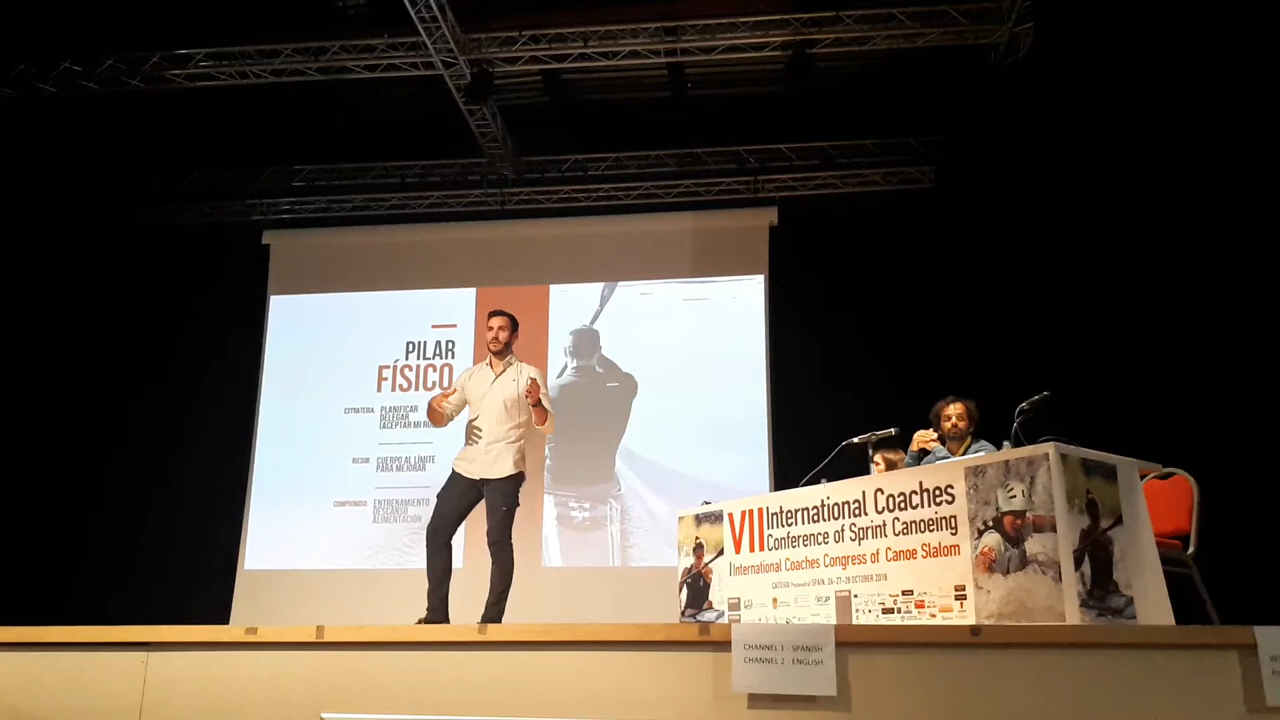 PILAR
FÍSICO
ESTRATEGIA. PLANIFICAR
DELEGAR
(ACEPTAR MI
RIESGO. CUERPO AL LÍMITE
PARA MEJORAR
COMPROMISO. ENTRENAMIENTO
DESCANSO
ALIMENTACIÓN
VII International Coaches
Conference of Sprint Canoeing
I International Coaches Congress of Canoe Slalom
CATOIRA Pontevedra SPAIN, 26-27-28 OCTOBER 2018
CHANNEL 1 SPANISH
CHANNEL 2 ENGLISH